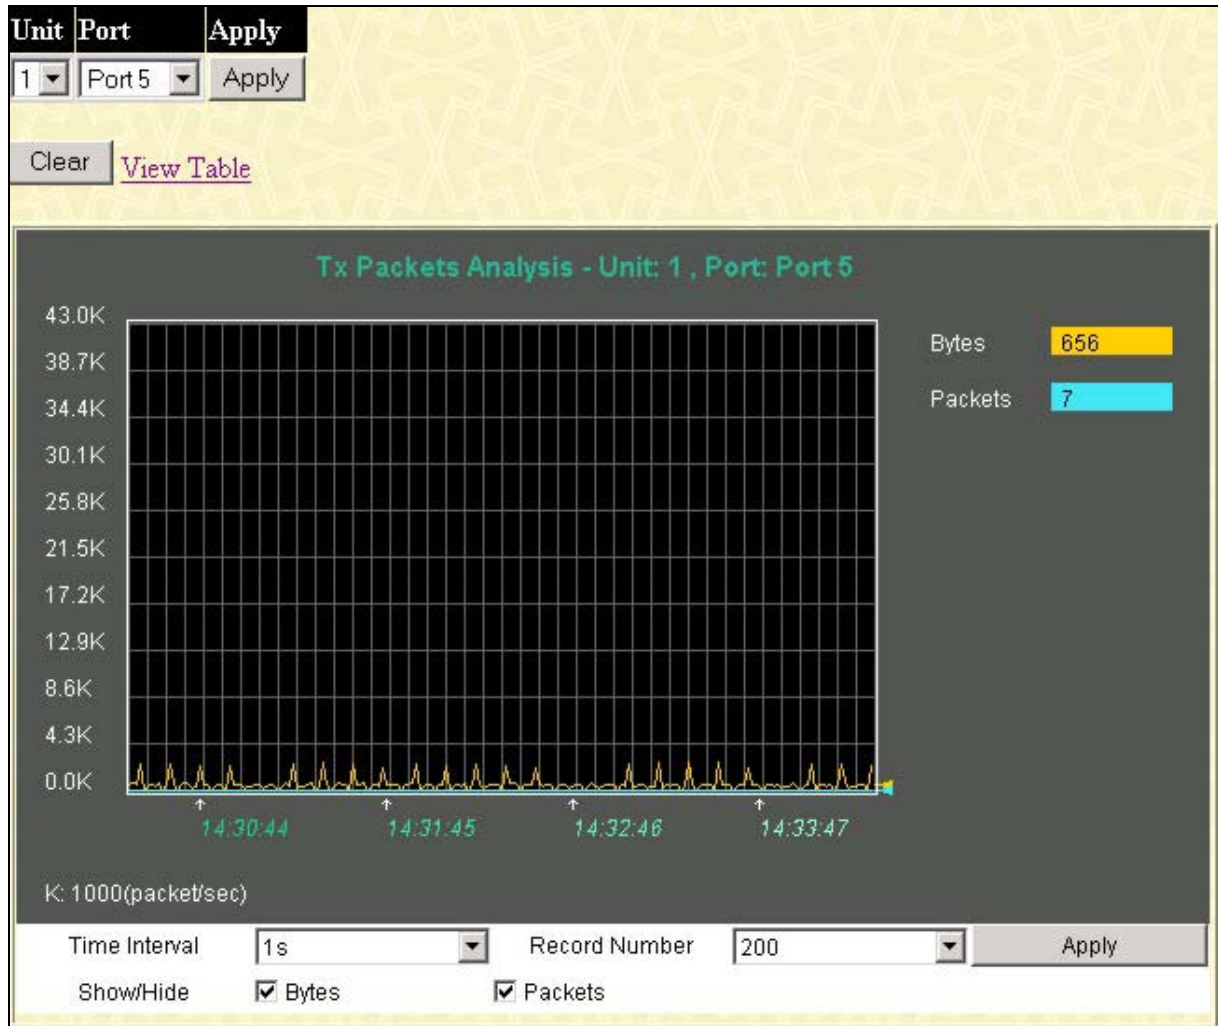 Unit Port Apply
1 Port 5 Apply
Clear View Table
Tx Packets Analysis - Unit: 1 , Port: Port 5
43.0K
38.7K
34.4K
30.1K
25.8K
21.5K
17.2K
12.9K
8.6K
4.3K
0.0K
Bytes 656
Packets 7
14:30:44 14:31:45 14:32:46 14:33:47
K: 1000(packet/sec)
Time Interval 1s Record Number 200 Apply
Show/Hide Bytes Packets